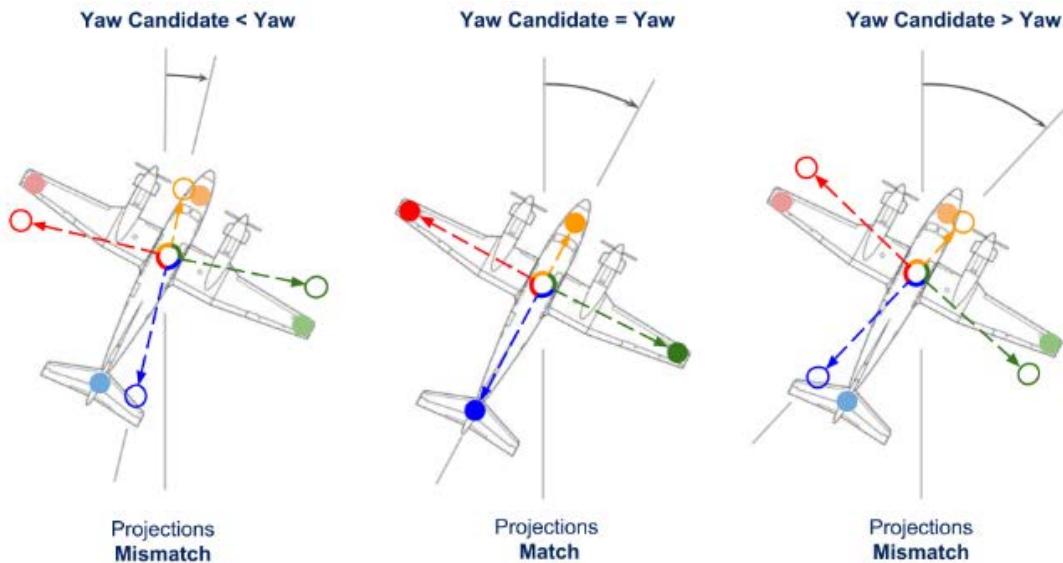 Yaw Candidate < Yaw
Yaw Candidate = Yaw
Yaw Candidate > Yaw
Projections
Mismatch
Projections
Match
Projections
Mismatch